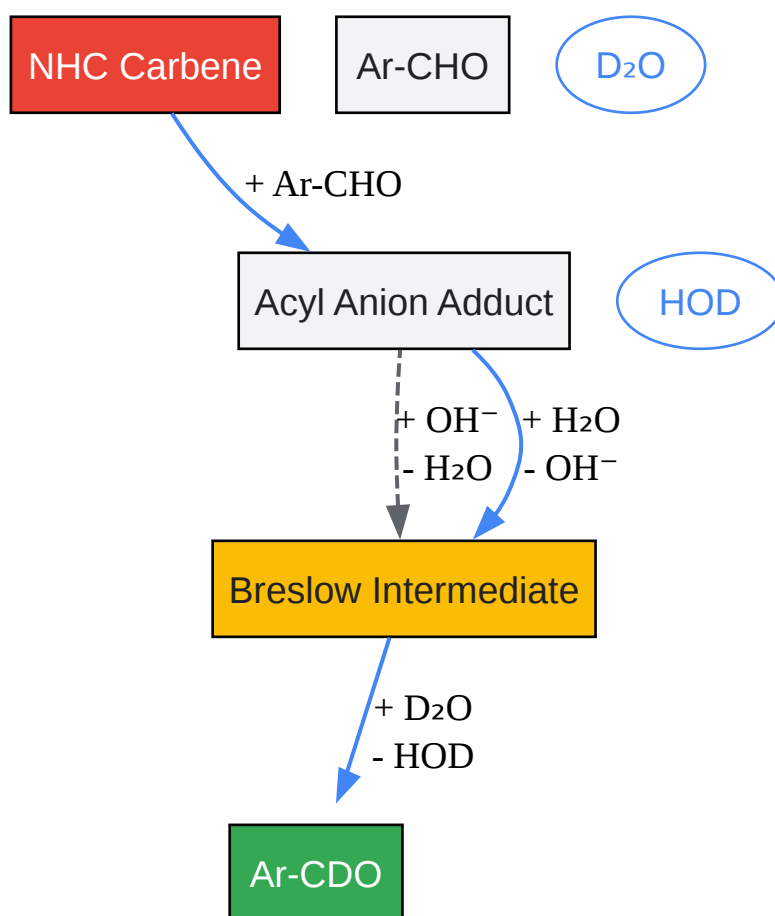 NHC Carbene
Ar-CHO
D₂O
+ Ar-CHO
Acyl Anion Adduct
HOD
+ OH⁻
- H₂O
+ H₂O
- OH⁻
Breslow Intermediate
+ D₂O
- HOD
Ar-CDO